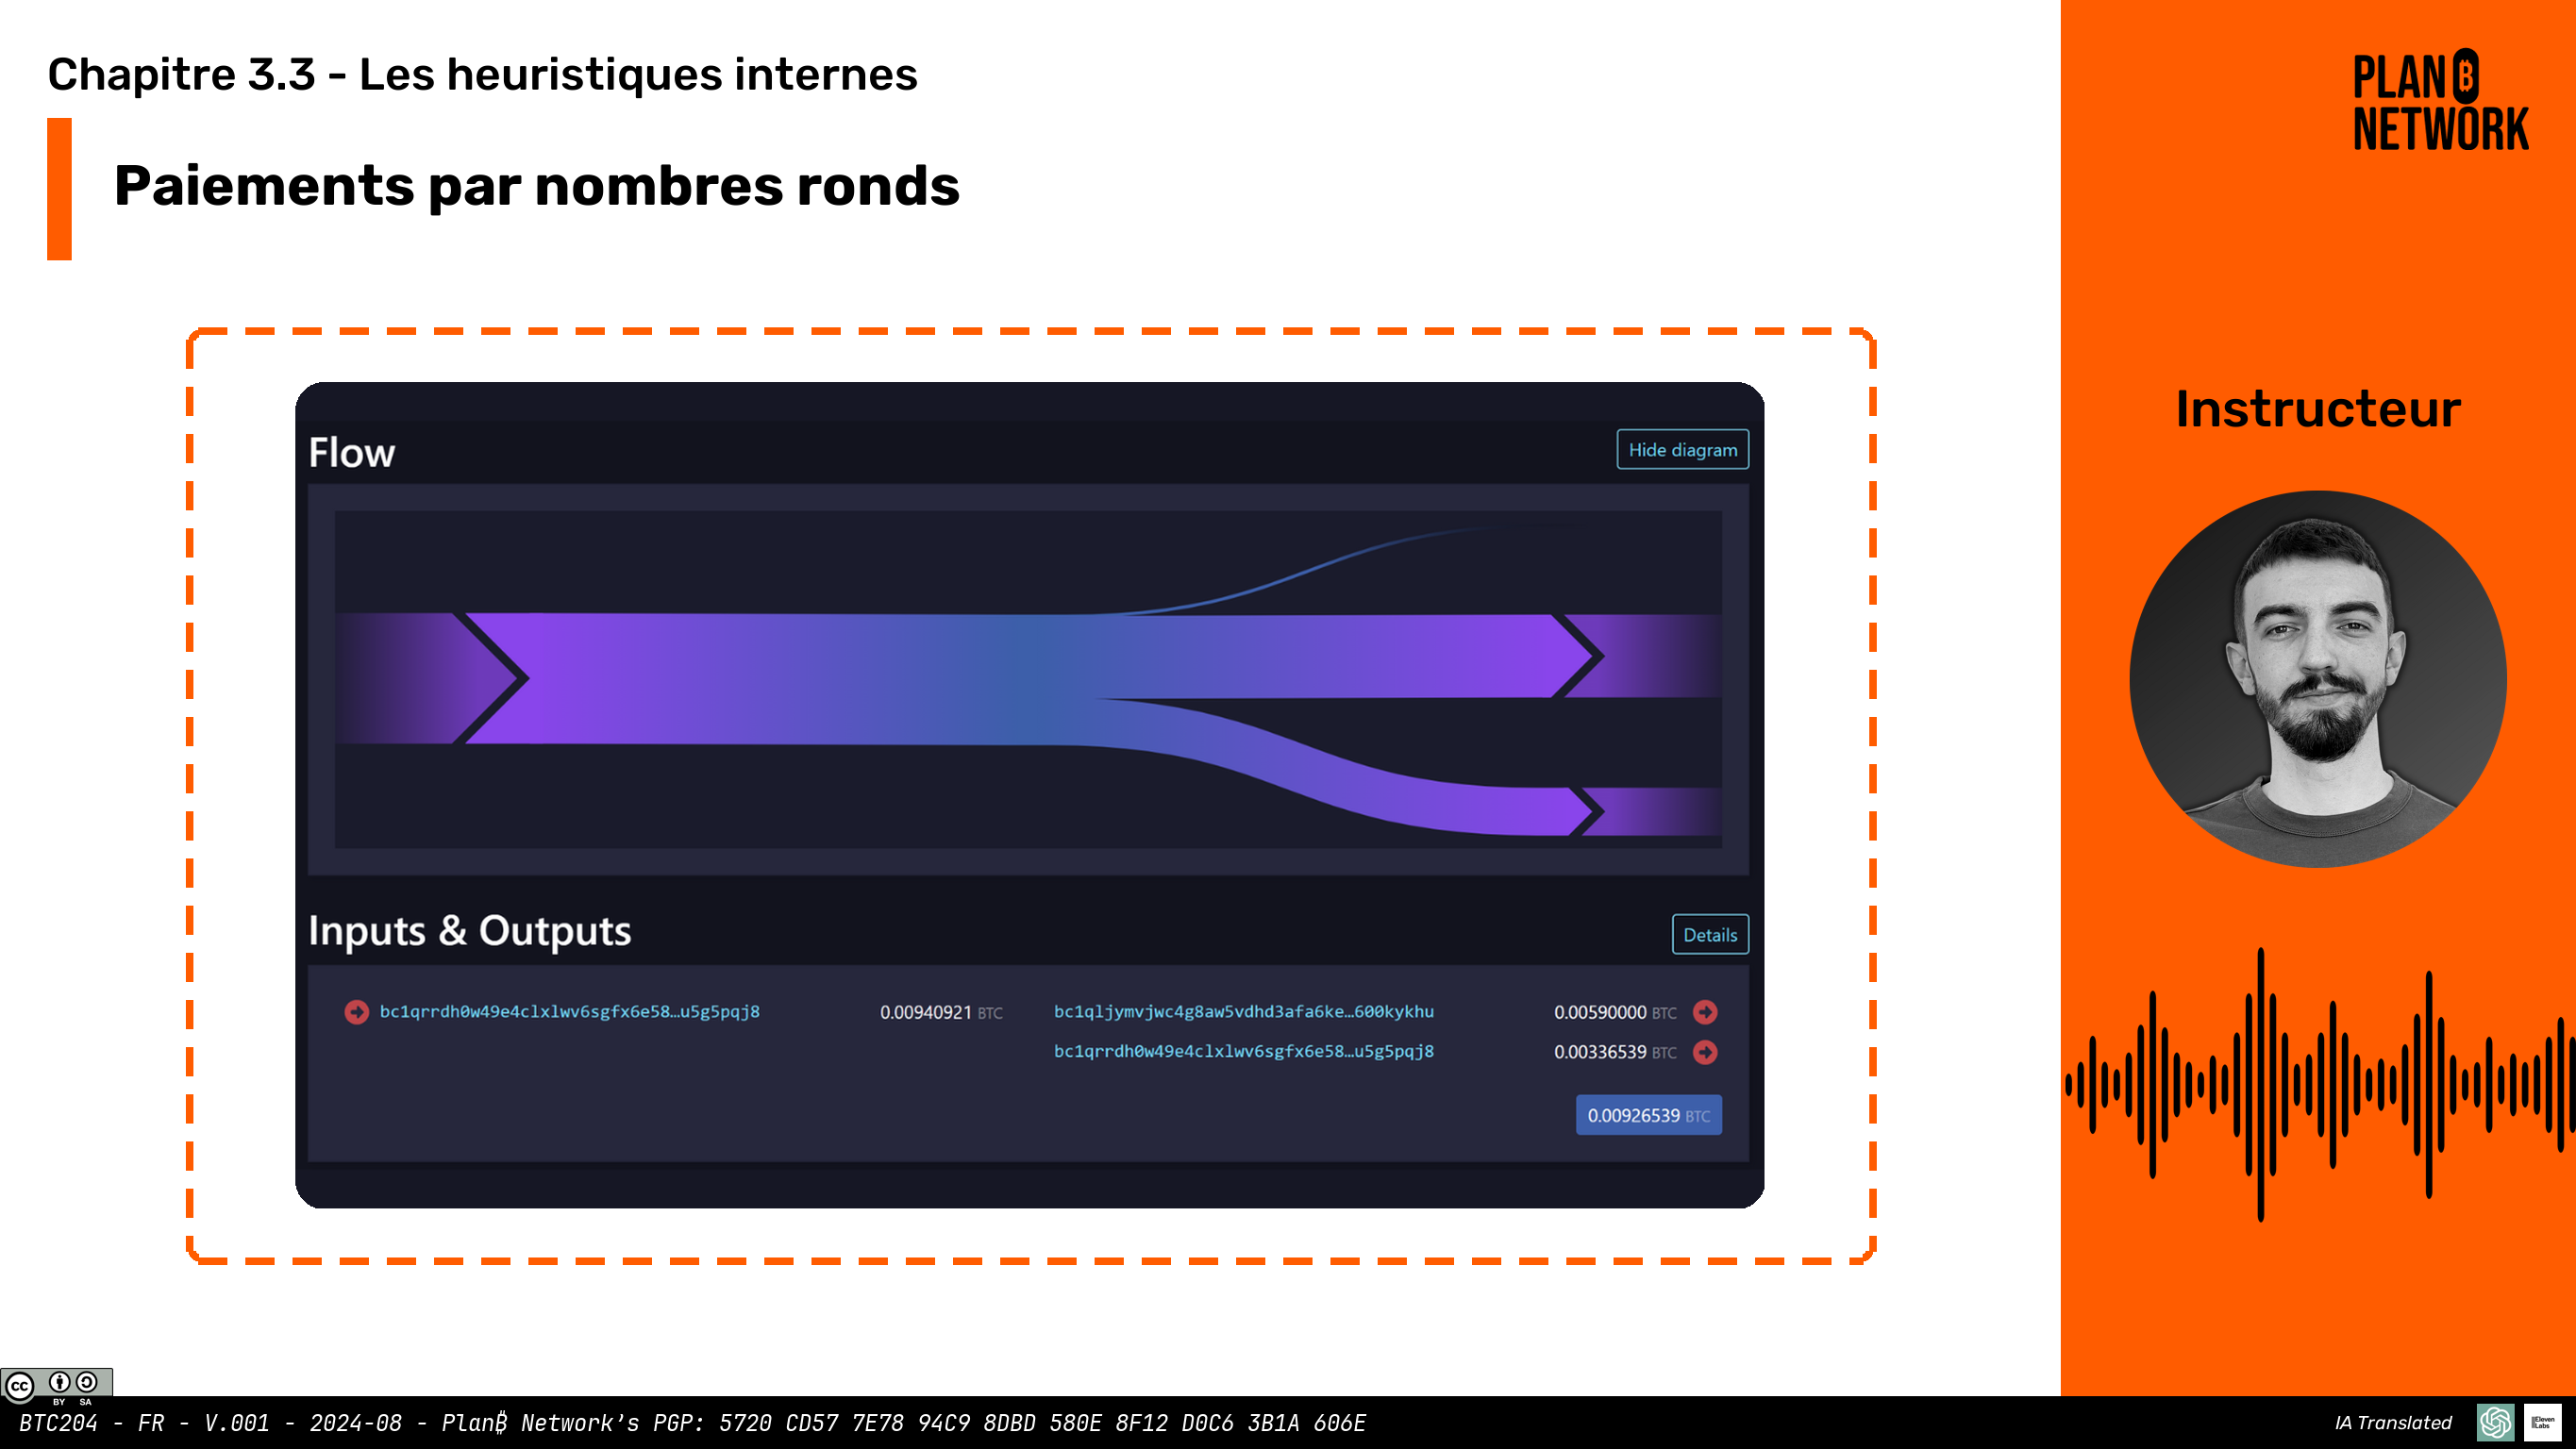 Chapitre 3.3 - Les heuristiques internes
Paiements par nombres ronds
PLAN ₿
NETWORK
Instructeur
Flow
Hide diagram
Inputs & Outputs
Details
bc1qrrdh0w49e4clxlwv6sgfx6e58…u5g5pqj8 0.00940921 BTC
bc1qljymvjwc4g8aw5vdhd3afa6ke…600kykhu 0.00590000 BTC
bc1qrrdh0w49e4clxlwv6sgfx6e58…u5g5pqj8 0.00336539 BTC
0.00926539 BTC
cc BY SA
BTC204 - FR - V.001 - 2024-08 - Plan₿ Network's PGP: 5720 CD57 7E78 94C9 8DBD 580E 8F12 D0C6 3B1A 606E
IA Translated
ElevenLabs